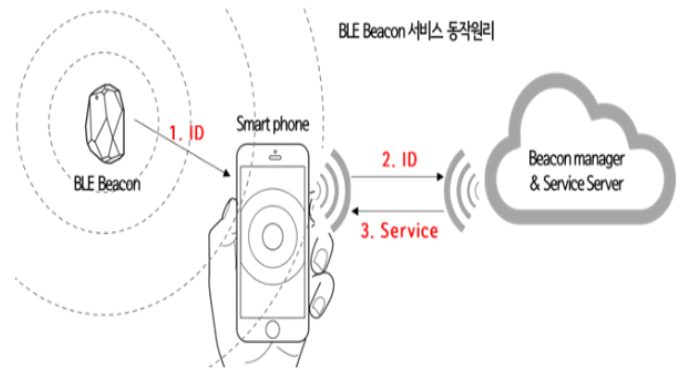 BLE Beacon 서비스 동작원리
1. ID
Smart phone
BLE Beacon
2. ID
3. Service
Beacon manager
& Service Server